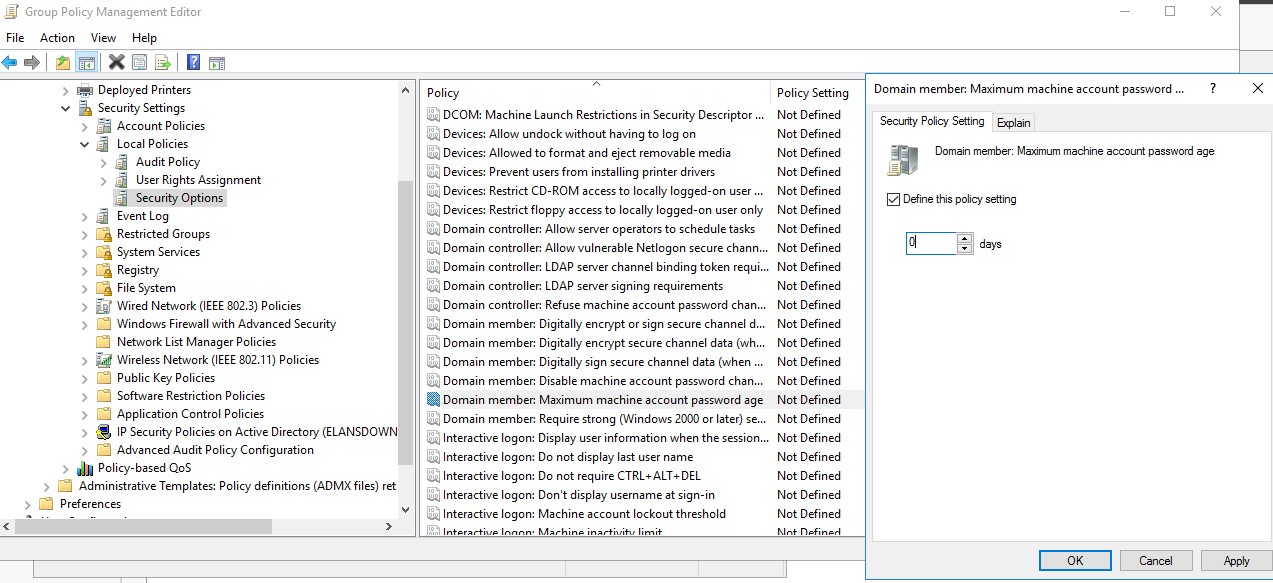 Group Policy Management Editor
File Action View Help
Deployed Printers
Security Settings
Account Policies
Local Policies
Audit Policy
User Rights Assignment
Security Options
Event Log
Restricted Groups
System Services
Registry
File System
Wired Network (IEEE 802.3) Policies
Windows Firewall with Advanced Security
Network List Manager Policies
Wireless Network (IEEE 802.11) Policies
Public Key Policies
Software Restriction Policies
Application Control Policies
IP Security Policies on Active Directory (ELANSDOWN
Advanced Audit Policy Configuration
Policy-based QoS
Administrative Templates: Policy definitions (ADMX files) ret
Preferences
Policy Policy Setting
DCOM: Machine Launch Restrictions in Security Descriptor ... Not Defined
Devices: Allow undock without having to log on Not Defined
Devices: Allowed to format and eject removable media Not Defined
Devices: Prevent users from installing printer drivers Not Defined
Devices: Restrict CD-ROM access to locally logged-on user ... Not Defined
Devices: Restrict floppy access to locally logged-on user only Not Defined
Domain controller: Allow server operators to schedule tasks Not Defined
Domain controller: Allow vulnerable Netlogon secure chann... Not Defined
Domain controller: LDAP server channel binding token requi... Not Defined
Domain controller: LDAP server signing requirements Not Defined
Domain controller: Refuse machine account password chan... Not Defined
Domain member: Digitally encrypt or sign secure channel d... Not Defined
Domain member: Digitally encrypt secure channel data (wh... Not Defined
Domain member: Digitally sign secure channel data (when ... Not Defined
Domain member: Disable machine account password chan... Not Defined
Domain member: Maximum machine account password age Not Defined
Domain member: Require strong (Windows 2000 or later) se... Not Defined
Interactive logon: Display user information when the session... Not Defined
Interactive logon: Do not display last user name Not Defined
Interactive logon: Do not require CTRL+ALT+DEL Not Defined
Interactive logon: Don't display username at sign-in Not Defined
Interactive logon: Machine account lockout threshold Not Defined
Interactive logon: Machine inactivity limit Not Defined
Domain member: Maximum machine account password ... ?
Security Policy Setting Explain
Domain member: Maximum machine account password age
Define this policy setting
0 days
OK Cancel Apply